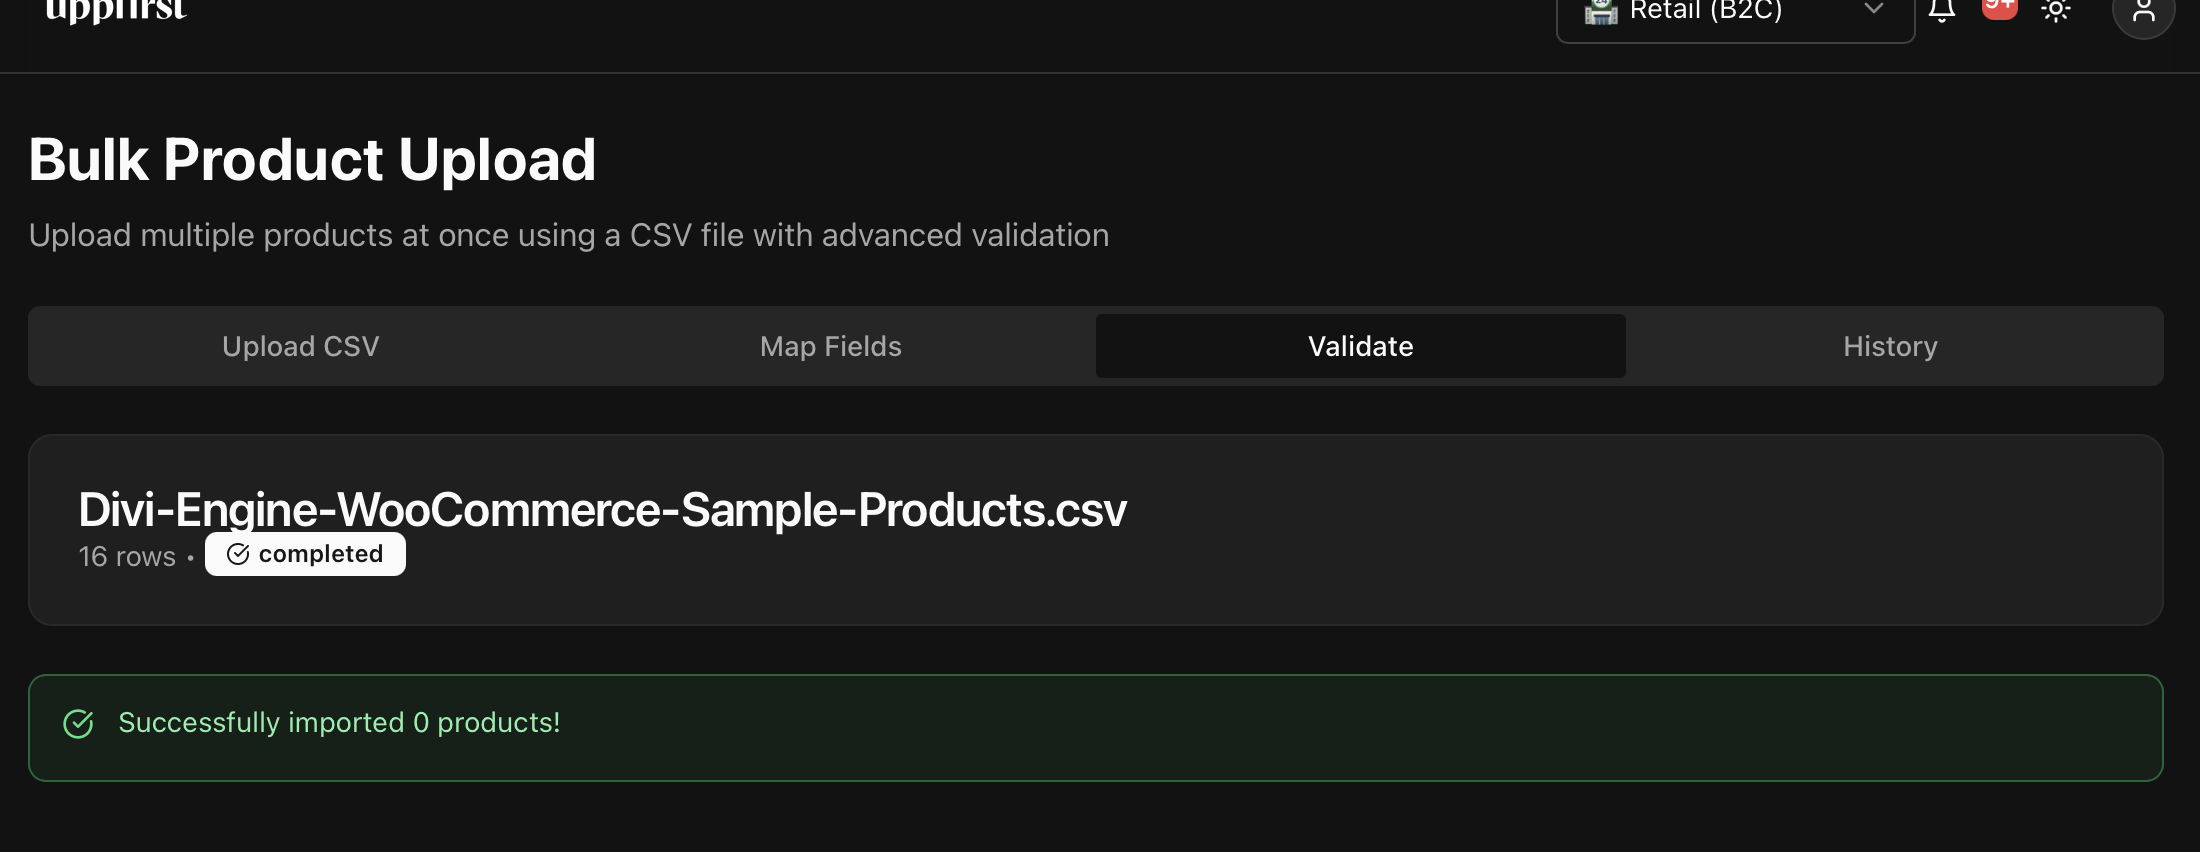 uppfirst
Retail (B2C)
9+
Bulk Product Upload
Upload multiple products at once using a CSV file with advanced validation
Upload CSV
Map Fields
Validate
History
Divi-Engine-WooCommerce-Sample-Products.csv
16 rows • completed
Successfully imported 0 products!